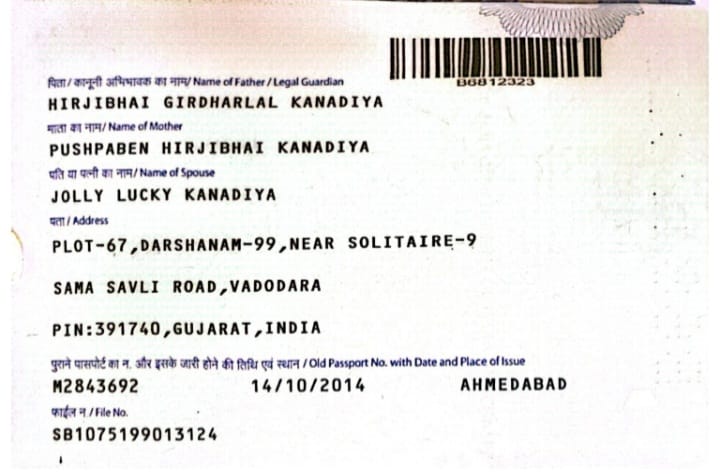 B6812323
पिता / कानूनी अभिभावक का नाम/ Name of Father / Legal Guardian
HIRJIBHAI GIRDHARLAL KANADIYA
माता का नाम/ Name of Mother
PUSHPABEN HIRJIBHAI KANADIYA
पति या पत्नी का नाम/ Name of Spouse
JOLLY LUCKY KANADIYA
पता / Address
PLOT-67,DARSHANAM-99,NEAR SOLITAIRE-9
SAMA SAVLI ROAD,VADODARA
PIN:391740,GUJARAT,INDIA
पुराने पासपोर्ट का न. और इसके जारी होने की तिथि एवं स्थान / Old Passport No. with Date and Place of Issue
M2843692 14/10/2014 AHMEDABAD
फाईल न / File No.
SB1075199013124